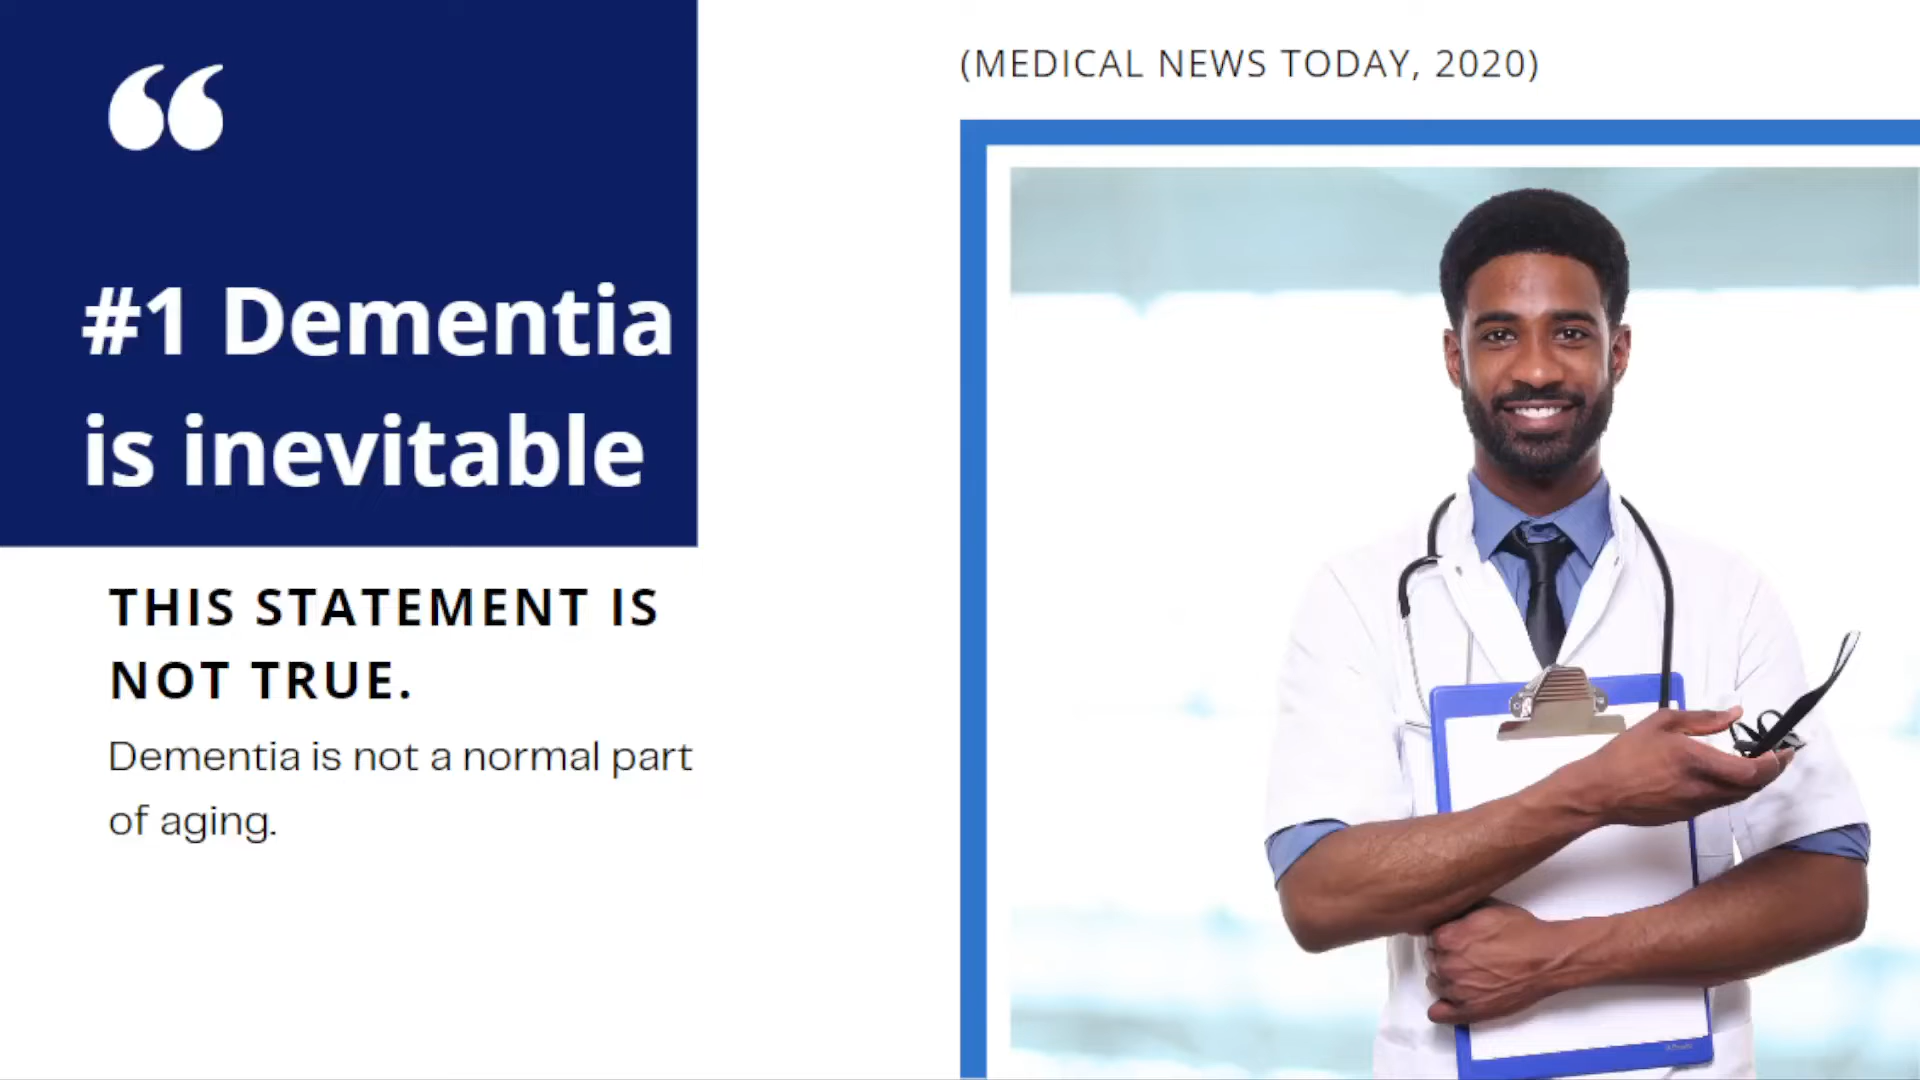 (MEDICAL NEWS TODAY, 2020)
“
#1 Dementia
is inevitable
THIS STATEMENT IS
NOT TRUE.
Dementia is not a normal part
of aging.